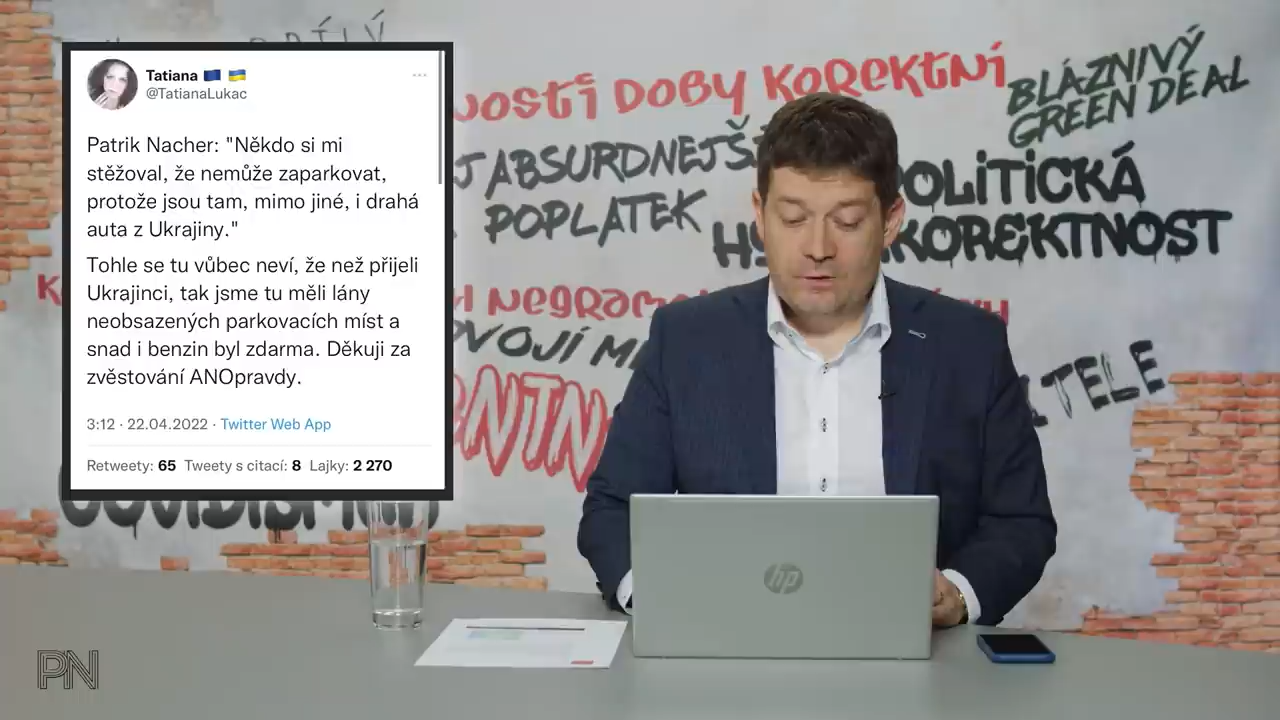 Tatiana
@TatianaLukac
Patrik Nacher: "Někdo si mi
stěžoval, že nemůže zaparkovat,
protože jsou tam, mimo jiné, i drahá
auta z Ukrajiny."
Tohle se tu vůbec neví, že než přijeli
Ukrajinci, tak jsme tu měli lány
neobsazených parkovacích míst a
snad i benzin byl zdarma. Děkuji za
zvěstování ANOpravdy.
3:12 · 22.04.2022 · Twitter Web App
Retweety: 65 Tweety s citací: 8 Lajky: 2 270
DOBY KOREKTNÍ
BLÁZNIVÝ
GREEN DEAL
POPLATEK
POLITICKÁ
KOREKTNOST
hp
PN